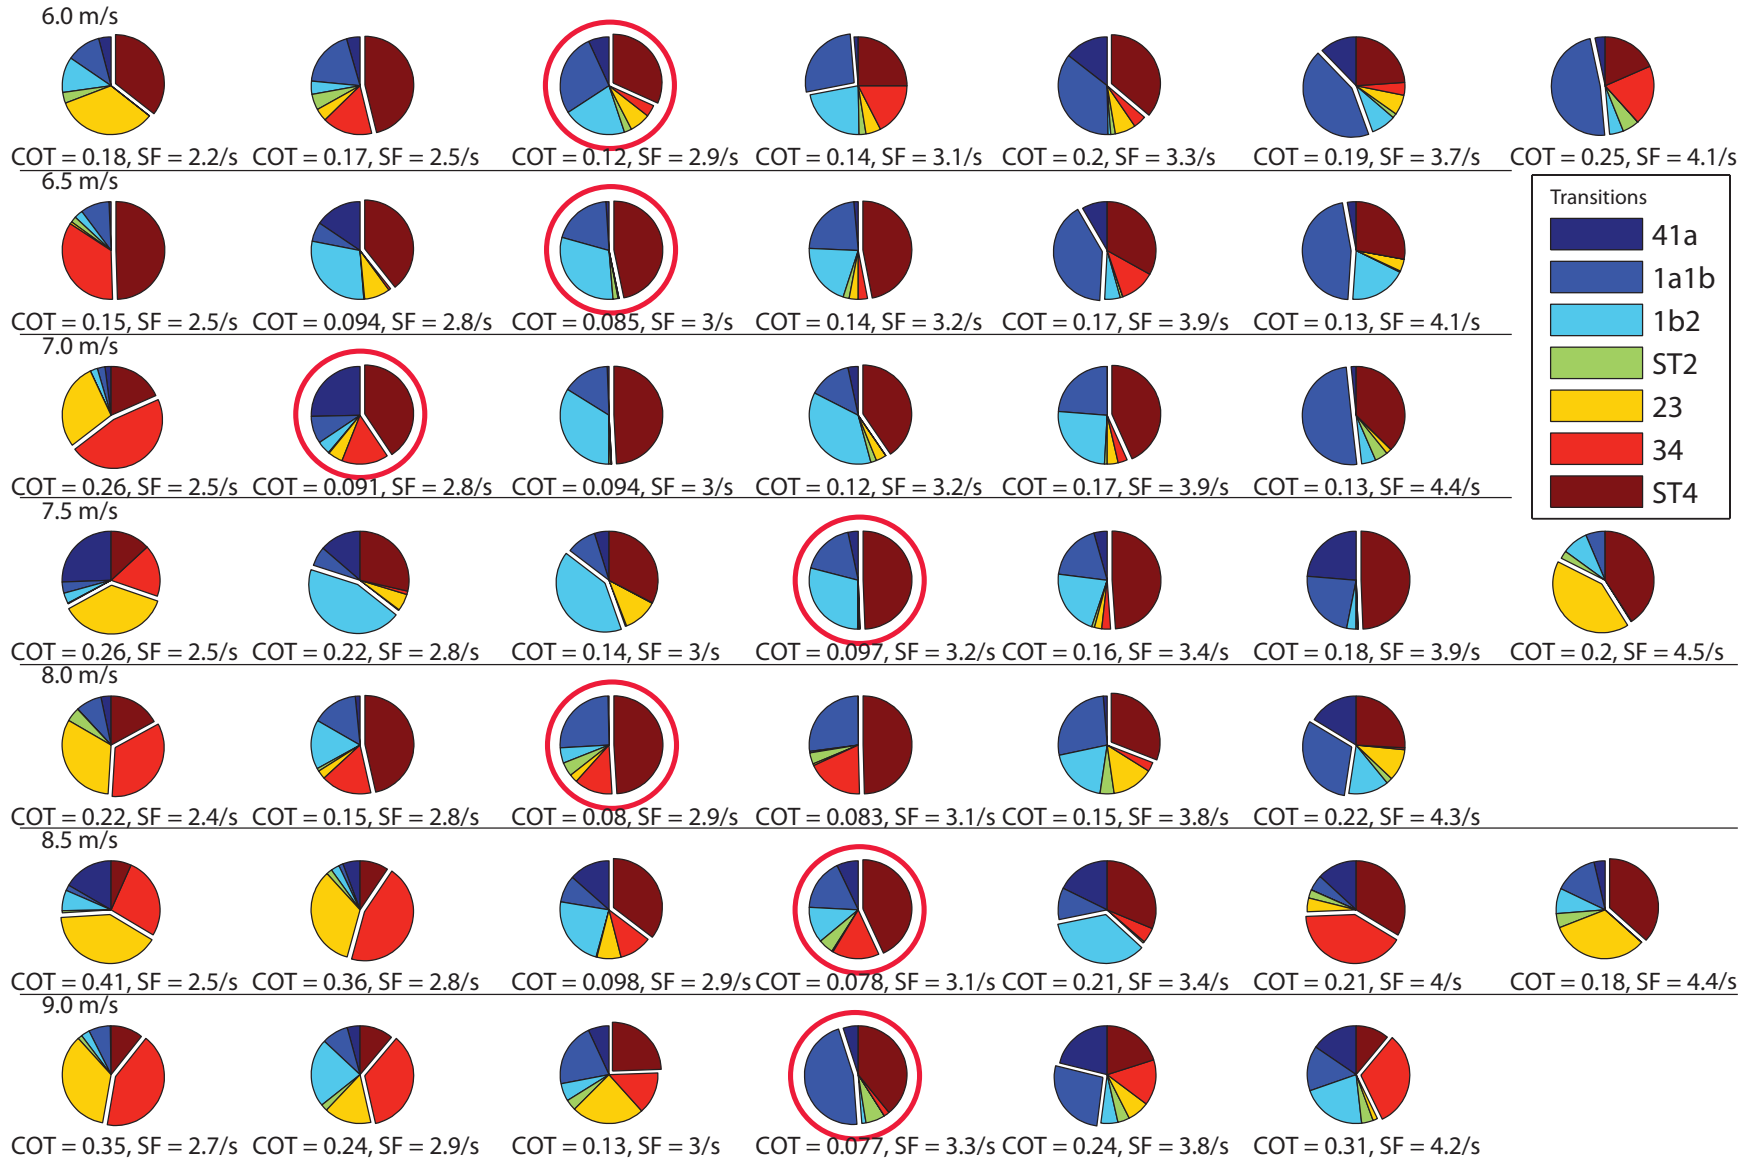 6.0 m/s
COT = 0.18, SF = 2.2/s COT = 0.17, SF = 2.5/s COT = 0.12, SF = 2.9/s COT = 0.14, SF = 3.1/s COT = 0.2, SF = 3.3/s COT = 0.19, SF = 3.7/s COT = 0.25, SF = 4.1/s
6.5 m/s
COT = 0.15, SF = 2.5/s COT = 0.094, SF = 2.8/s COT = 0.085, SF = 3/s COT = 0.14, SF = 3.2/s COT = 0.17, SF = 3.9/s COT = 0.13, SF = 4.1/s
7.0 m/s
COT = 0.26, SF = 2.5/s COT = 0.091, SF = 2.8/s COT = 0.094, SF = 3/s COT = 0.12, SF = 3.2/s COT = 0.17, SF = 3.9/s COT = 0.13, SF = 4.4/s
Transitions
41a
1a1b
1b2
ST2
23
34
ST4
7.5 m/s
COT = 0.26, SF = 2.5/s COT = 0.22, SF = 2.8/s COT = 0.14, SF = 3/s COT = 0.097, SF = 3.2/s COT = 0.16, SF = 3.4/s COT = 0.18, SF = 3.9/s COT = 0.2, SF = 4.5/s
8.0 m/s
COT = 0.22, SF = 2.4/s COT = 0.15, SF = 2.8/s COT = 0.08, SF = 2.9/s COT = 0.083, SF = 3.1/s COT = 0.15, SF = 3.8/s COT = 0.22, SF = 4.3/s
8.5 m/s
COT = 0.41, SF = 2.5/s COT = 0.36, SF = 2.8/s COT = 0.098, SF = 2.9/s COT = 0.078, SF = 3.1/s COT = 0.21, SF = 3.4/s COT = 0.21, SF = 4/s COT = 0.18, SF = 4.4/s
9.0 m/s
COT = 0.35, SF = 2.7/s COT = 0.24, SF = 2.9/s COT = 0.13, SF = 3/s COT = 0.077, SF = 3.3/s COT = 0.24, SF = 3.8/s COT = 0.31, SF = 4.2/s